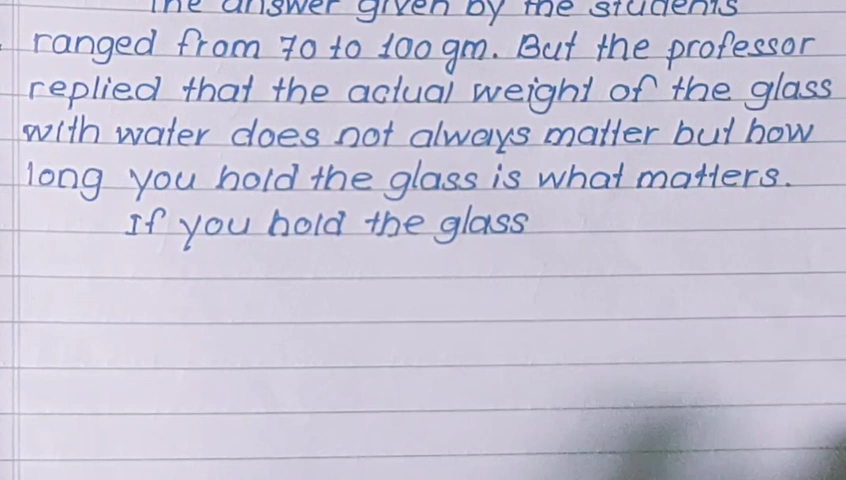 The answer given by the students
ranged from 70 to 100 gm. But the professor
replied that the actual weight of the glass
with water does not always matter but how
long you hold the glass is what matters.
If you hold the glass